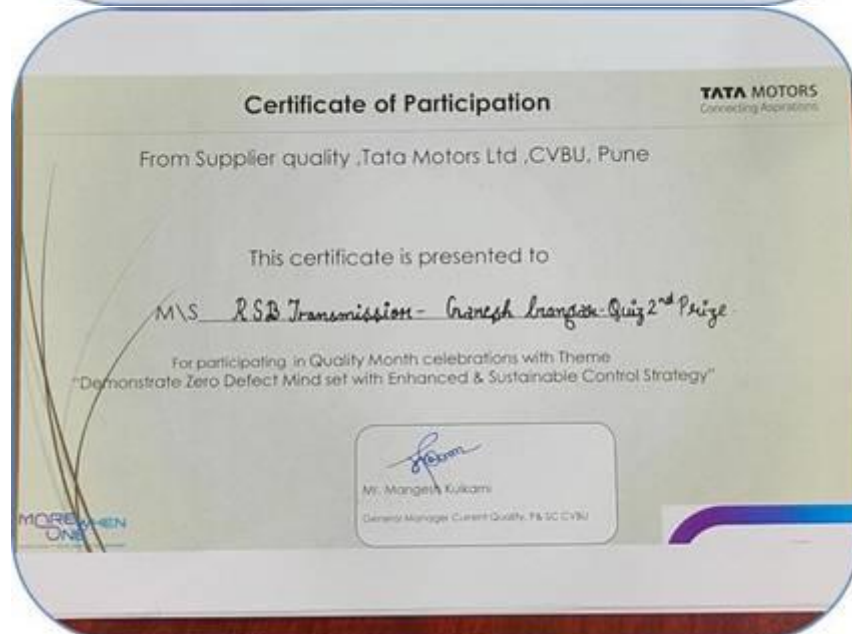 Certificate of Participation
TATA MOTORS
Connecting Aspirations
From Supplier quality ,Tata Motors Ltd ,CVBU, Pune
This certificate is presented to
M\S RSB Transmission - Ganesh - Quiz 2nd Prize
For participating in Quality Month celebrations with Theme
"Demonstrate Zero Defect Mind set with Enhanced & Sustainable Control Strategy"
Mr. Mangesh Kulkarni
General Manager Current Quality, P& SC CVBU
MORE WHEN
ONE